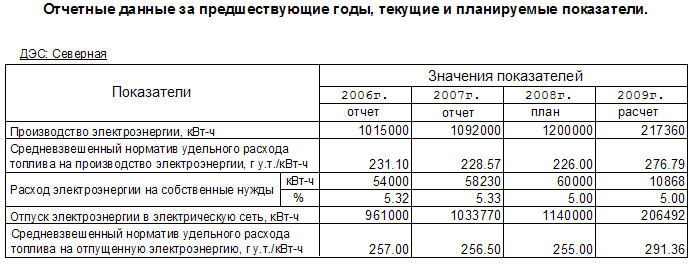 Отчетные данные за предшествующие годы, текущие и планируемые показатели.
ДЭС: Северная
Показатели
Значения показателей
2006г. 2007г. 2008г. 2009г.
отчет отчет план расчет
Производство электроэнергии, кВт-ч 1015000 1092000 1200000 217360
Средневзвешенный норматив удельного расхода
топлива на производство электроэнергии, г у.т./кВт-ч 231.10 228.57 226.00 276.79
Расход электроэнергии на собственные нужды
кВт-ч 54000 58230 60000 10868
% 5.32 5.33 5.00 5.00
Отпуск электроэнергии в электрическую сеть, кВт-ч 961000 1033770 1140000 206492
Средневзвешенный норматив удельного расхода
топлива на отпущенную электроэнергию, г у.т./кВт-ч 257.00 256.50 255.00 291.36